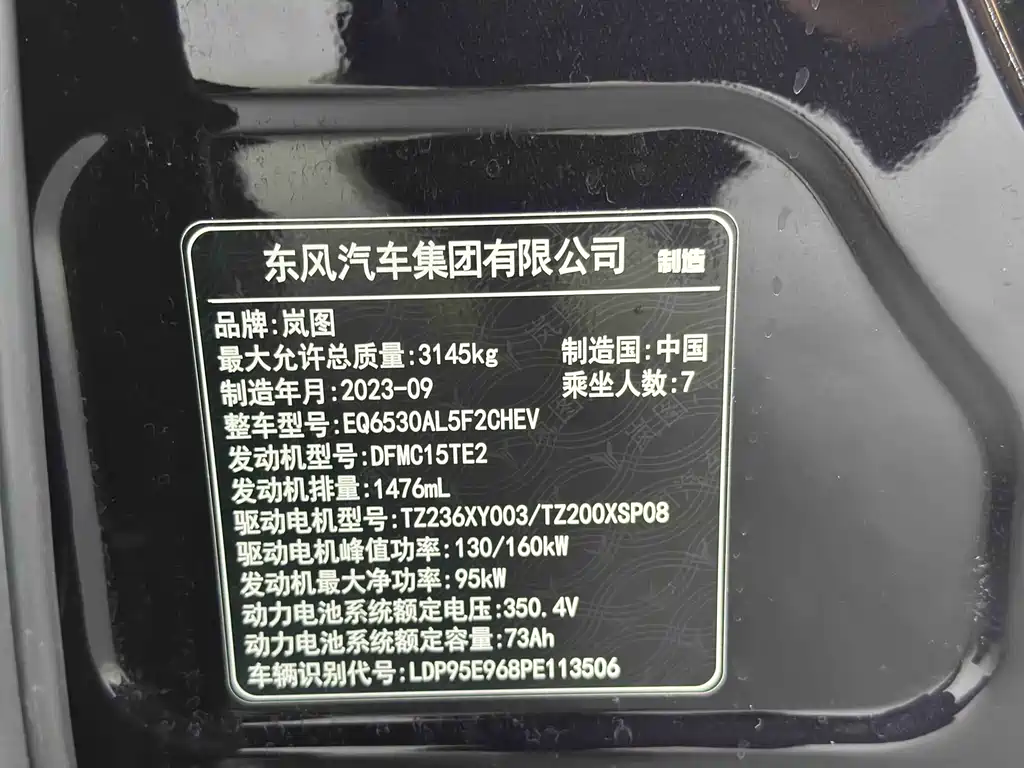 东风汽车集团有限公司 制造
品牌:岚图
最大允许总质量:3145kg 制造国:中国
制造年月:2023-09 乘坐人数:7
整车型号:EQ6530AL5F2CHEV
发动机型号:DFMC15TE2
发动机排量:1476mL
驱动电机型号:TZ236XY003/TZ200XSP08
驱动电机峰值功率:130/160kW
发动机最大净功率:95kW
动力电池系统额定电压:350.4V
动力电池系统额定容量:73Ah
车辆识别代号:LDP95E968PE113506